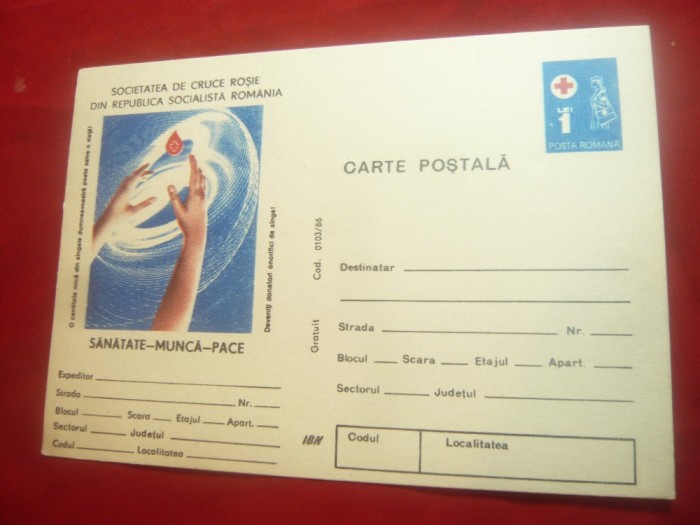 SOCIETATEA DE CRUCE ROȘIE
DIN REPUBLICA SOCIALISTĂ ROMÂNIA
O cantitate mică din sîngele dumneavoastră poate salva o viață!
Deveniți donatori onorifici de sînge!
SĂNĂTATE-MUNCĂ-PACE
Expeditor
Strada Nr.
Blocul Scara Etajul Apart.
Sectorul Județul
Codul Localitatea
Gratuit Cod. 0103/86
IBN
LEI
1
POSTA ROMANA
CARTE POȘTALĂ
Destinatar
Strada Nr.
Blocul Scara Etajul Apart.
Sectorul Județul
Codul Localitatea